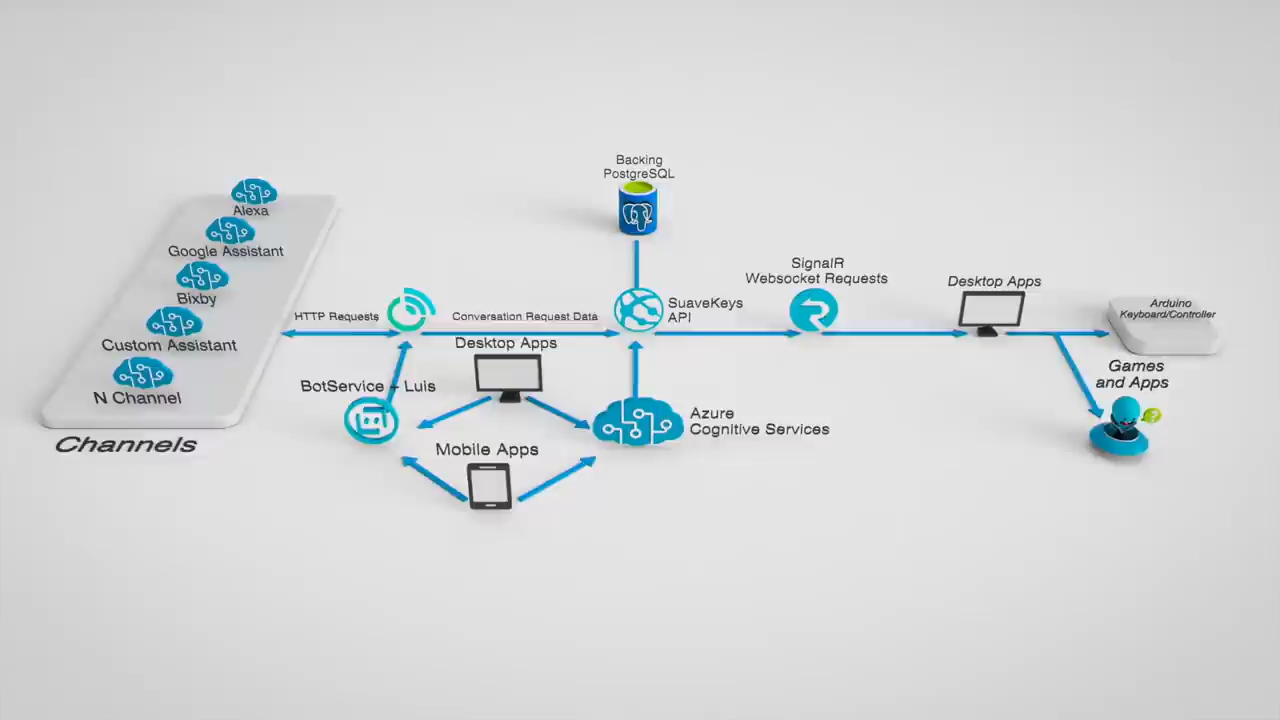 Backing
PostgreSQL
Alexa
Google Assistant
Bixby
Custom Assistant
N Channel
Channels
HTTP Requests
Conversation Request Data
SuaveKeys
API
SignalR
Websocket Requests
Desktop Apps
Arduino
Keyboard/Controller
Games
and Apps
Desktop Apps
BotService - Luis
Mobile Apps
Azure
Cognitive Services